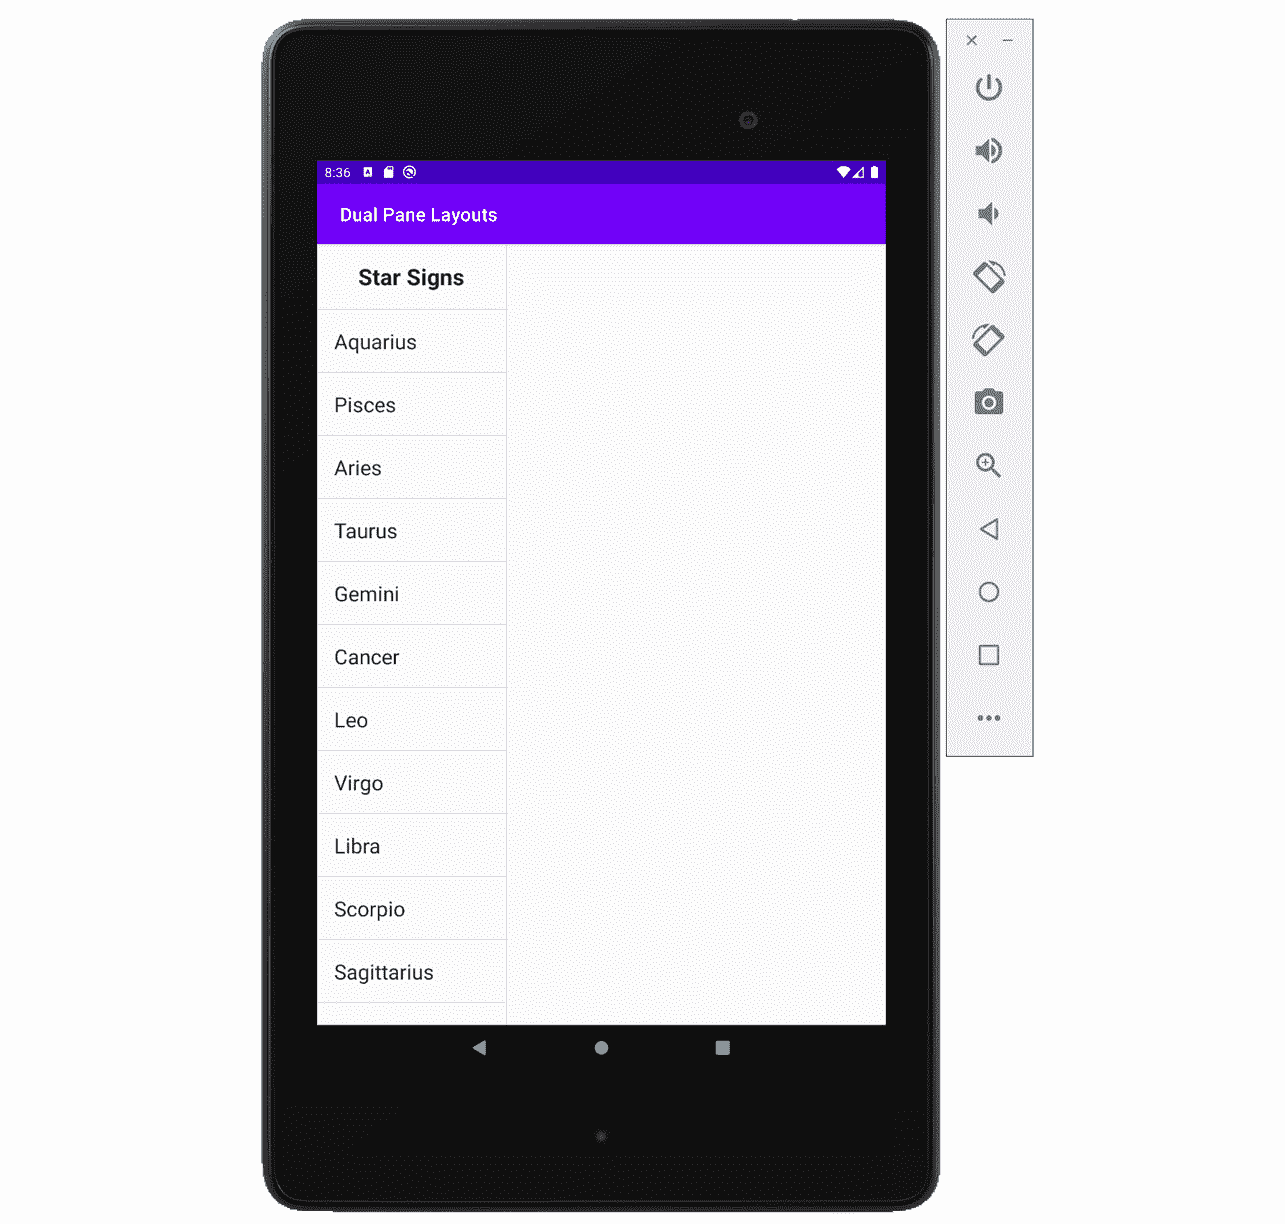 8:36
Dual Pane Layouts
Star Signs
Aquarius
Pisces
Aries
Taurus
Gemini
Cancer
Leo
Virgo
Libra
Scorpio
Sagittarius